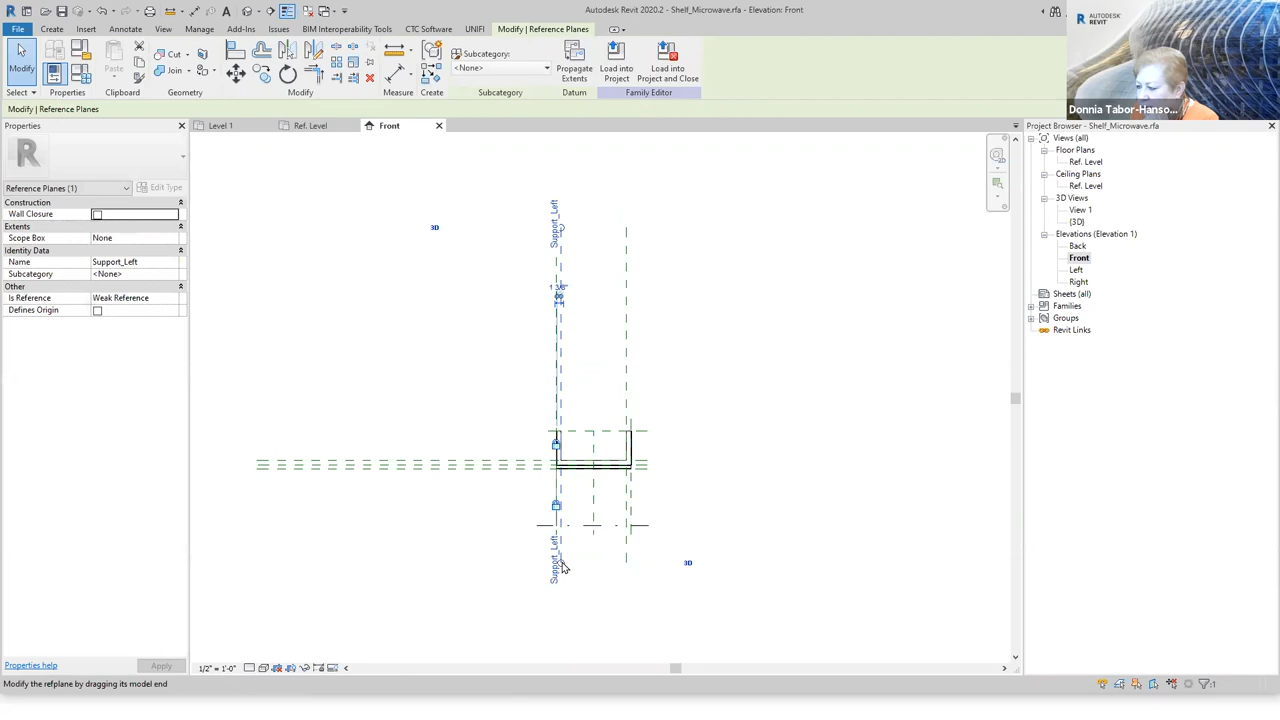 Autodesk Revit 2020.2 - Shelf_Microwave.rfa - Elevation: Front
File Create Insert Annotate View Manage Add-Ins Issues BIM Interoperability Tools CTC Software UNIFI Modify | Reference Planes
Modify
Paste
Cut
Join
Subcategory:
<None>
Propagate Extents
Load into Project
Load into Project and Close
Select Properties Clipboard Geometry Modify Measure Create Subcategory Datum Family Editor
AUTODESK REVIT
Donnia Tabor-Hanso...
Modify | Reference Planes
Properties
Level 1 Ref. Level Front
Project Browser - Shelf_Microwave.rfa
Reference Planes (1) Edit Type
Construction
Wall Closure
Extents
Scope Box None
Identity Data
Name Support_Left
Subcategory <None>
Other
Is Reference Weak Reference
Defines Origin
3D
Support_Left
1 3/8"
Support_Left
3D
Views (all)
Floor Plans
Ref. Level
Ceiling Plans
Ref. Level
3D Views
View 1
{3D}
Elevations (Elevation 1)
Back
Front
Left
Right
Sheets (all)
Families
Groups
Revit Links
Properties help Apply
1/2" = 1'-0"
Modify the refplane by dragging its model end
:1